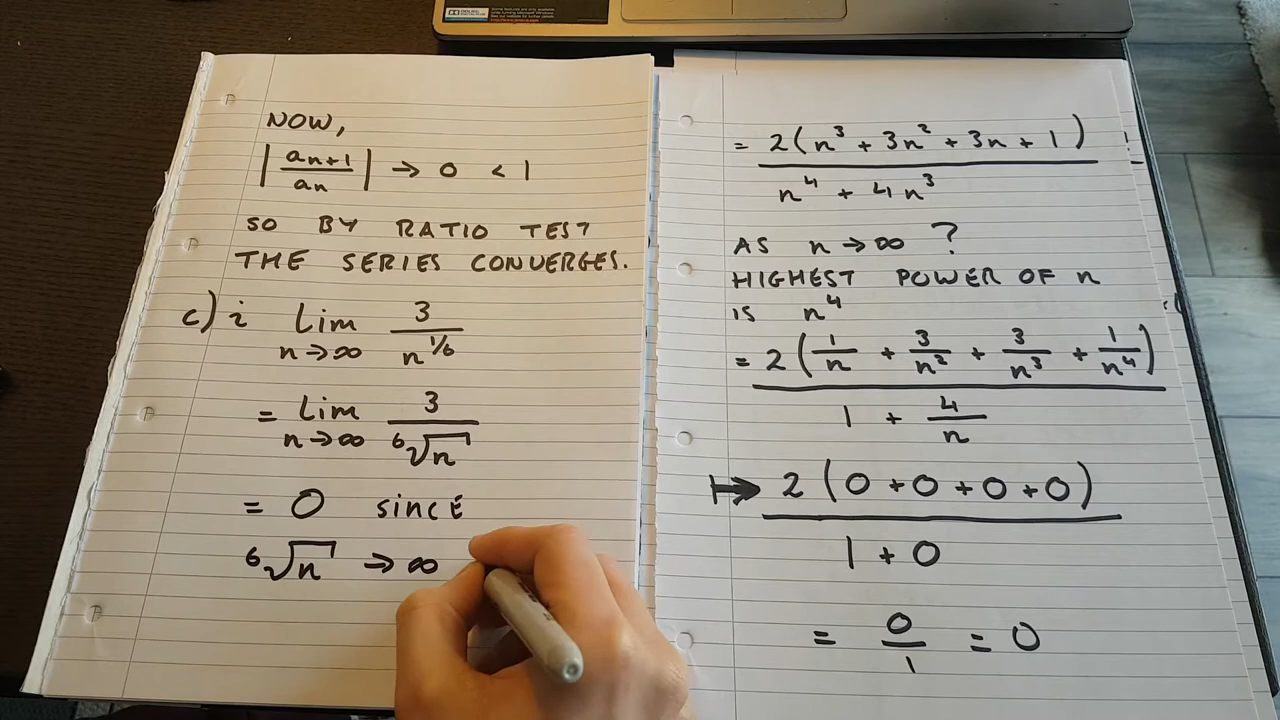 NOW,
|an+1/an| → 0 < 1
SO BY RATIO TEST
THE SERIES CONVERGES.
c) i Lim n→∞ 3/n^1/6
= Lim n→∞ 3/⁶√n
= 0 since
⁶√n → ∞
= 2(n³ + 3n² + 3n + 1)/n⁴ + 4n³
AS n → ∞ ?
HIGHEST POWER OF n
IS n⁴
= 2(1/n + 3/n² + 3/n³ + 1/n⁴)/1 + 4/n
↦ 2(0 + 0 + 0 + 0)/1 + 0
= 0/1 = 0